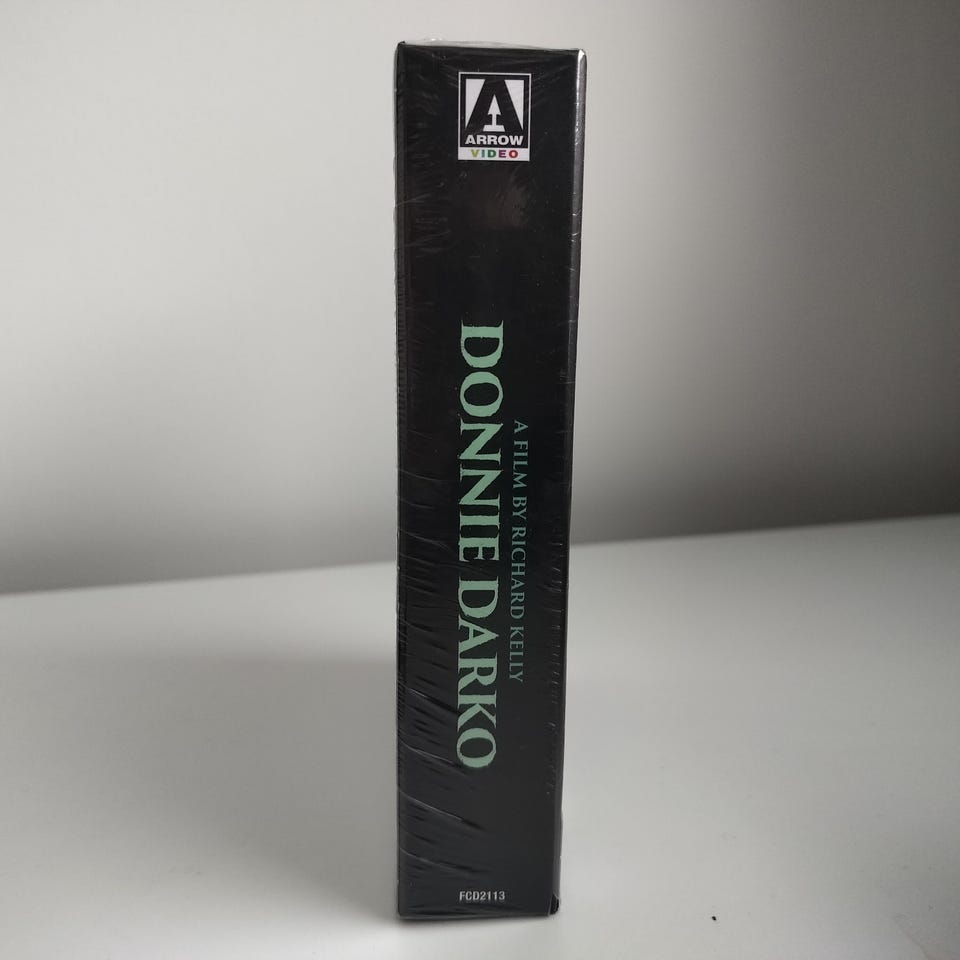 A
ARROW
VIDEO
A FILM BY RICHARD KELLY
DONNIE DARKO
FCD2113